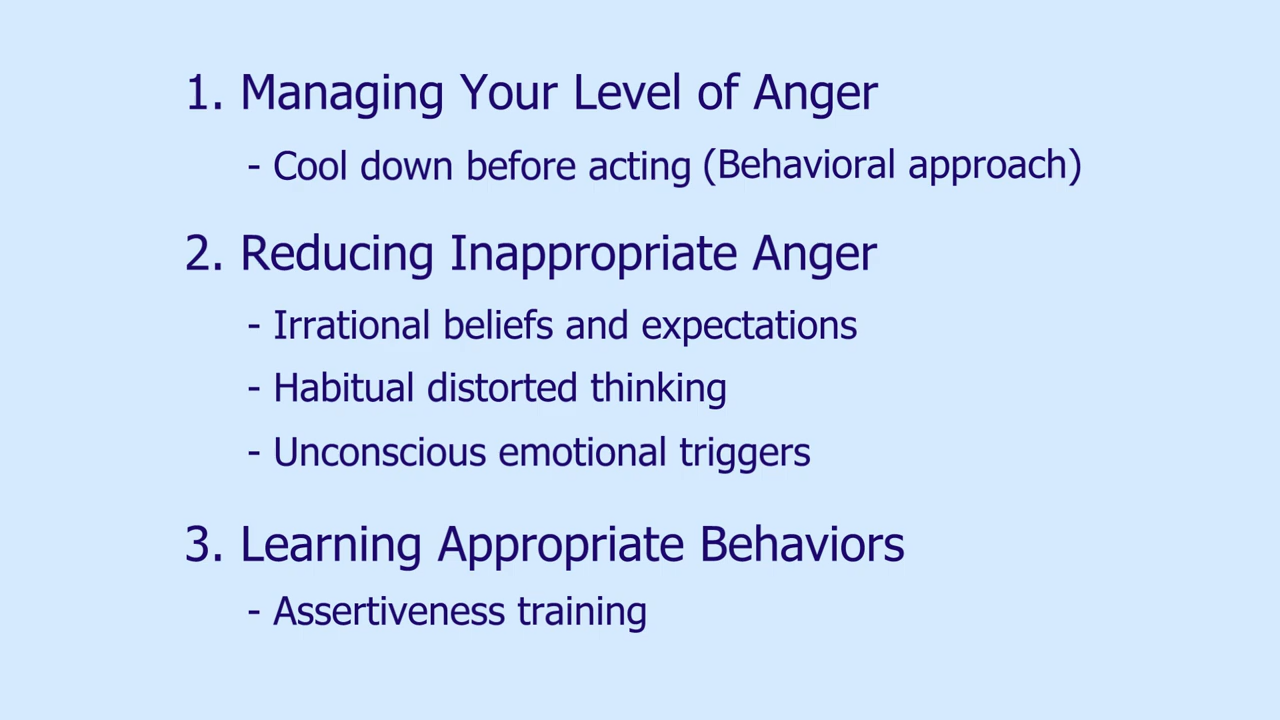 1. Managing Your Level of Anger
- Cool down before acting (Behavioral approach)
2. Reducing Inappropriate Anger
- Irrational beliefs and expectations
- Habitual distorted thinking
- Unconscious emotional triggers
3. Learning Appropriate Behaviors
- Assertiveness training